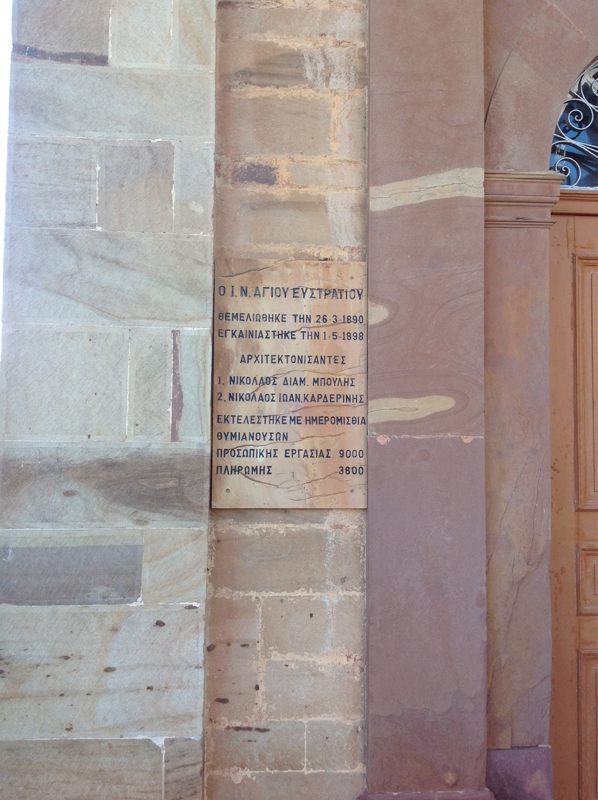 Ο Ι.Ν. ΑΓΙΟΥ ΕΥΣΤΡΑΤΙΟΥ
ΘΕΜΕΛΙΩΘΗΚΕ ΤΗΝ 26-3-1890
ΕΓΚΑΙΝΙΑΣΤΗΚΕ ΤΗΝ 1-5-1898
ΑΡΧΙΤΕΚΤΟΝΙΣΑΝΤΕΣ
1. ΝΙΚΟΛΑΟΣ ΔΙΑΜ. ΜΠΟΥΛΗΣ
2. ΝΙΚΟΛΑΟΣ ΙΩΑΝ. ΚΑΡΔΕΡΙΝΗΣ
ΕΚΤΕΛΕΣΤΗΚΕ ΜΕ ΗΜΕΡΟΜΙΣΘΙΑ
ΘΥΜΙΑΝΟΥΣΩΝ
ΠΡΟΣΩΠΙΚΗΣ ΕΡΓΑΣΙΑΣ 9000
ΠΛΗΡΩΜΗΣ 3800